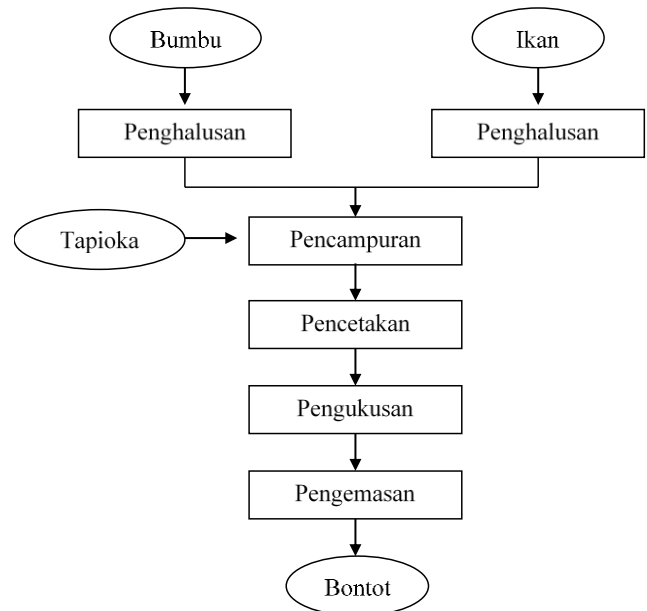 Bumbu
Ikan
Penghalusan
Penghalusan
Tapioka
Pencampuran
Pencetakan
Pengukusan
Pengemasan
Bontot